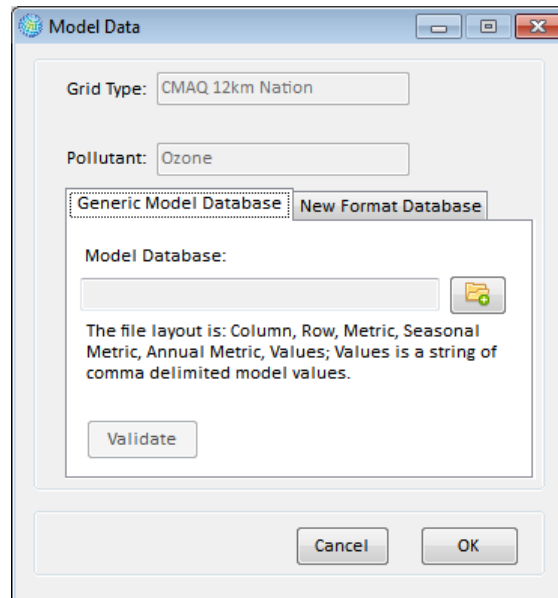 Model Data
Grid Type: CMAQ 12km Nation
Pollutant: Ozone
Generic Model Database New Format Database
Model Database:
The file layout is: Column, Row, Metric, Seasonal
Metric, Annual Metric, Values; Values is a string of
comma delimited model values.
Validate
Cancel OK